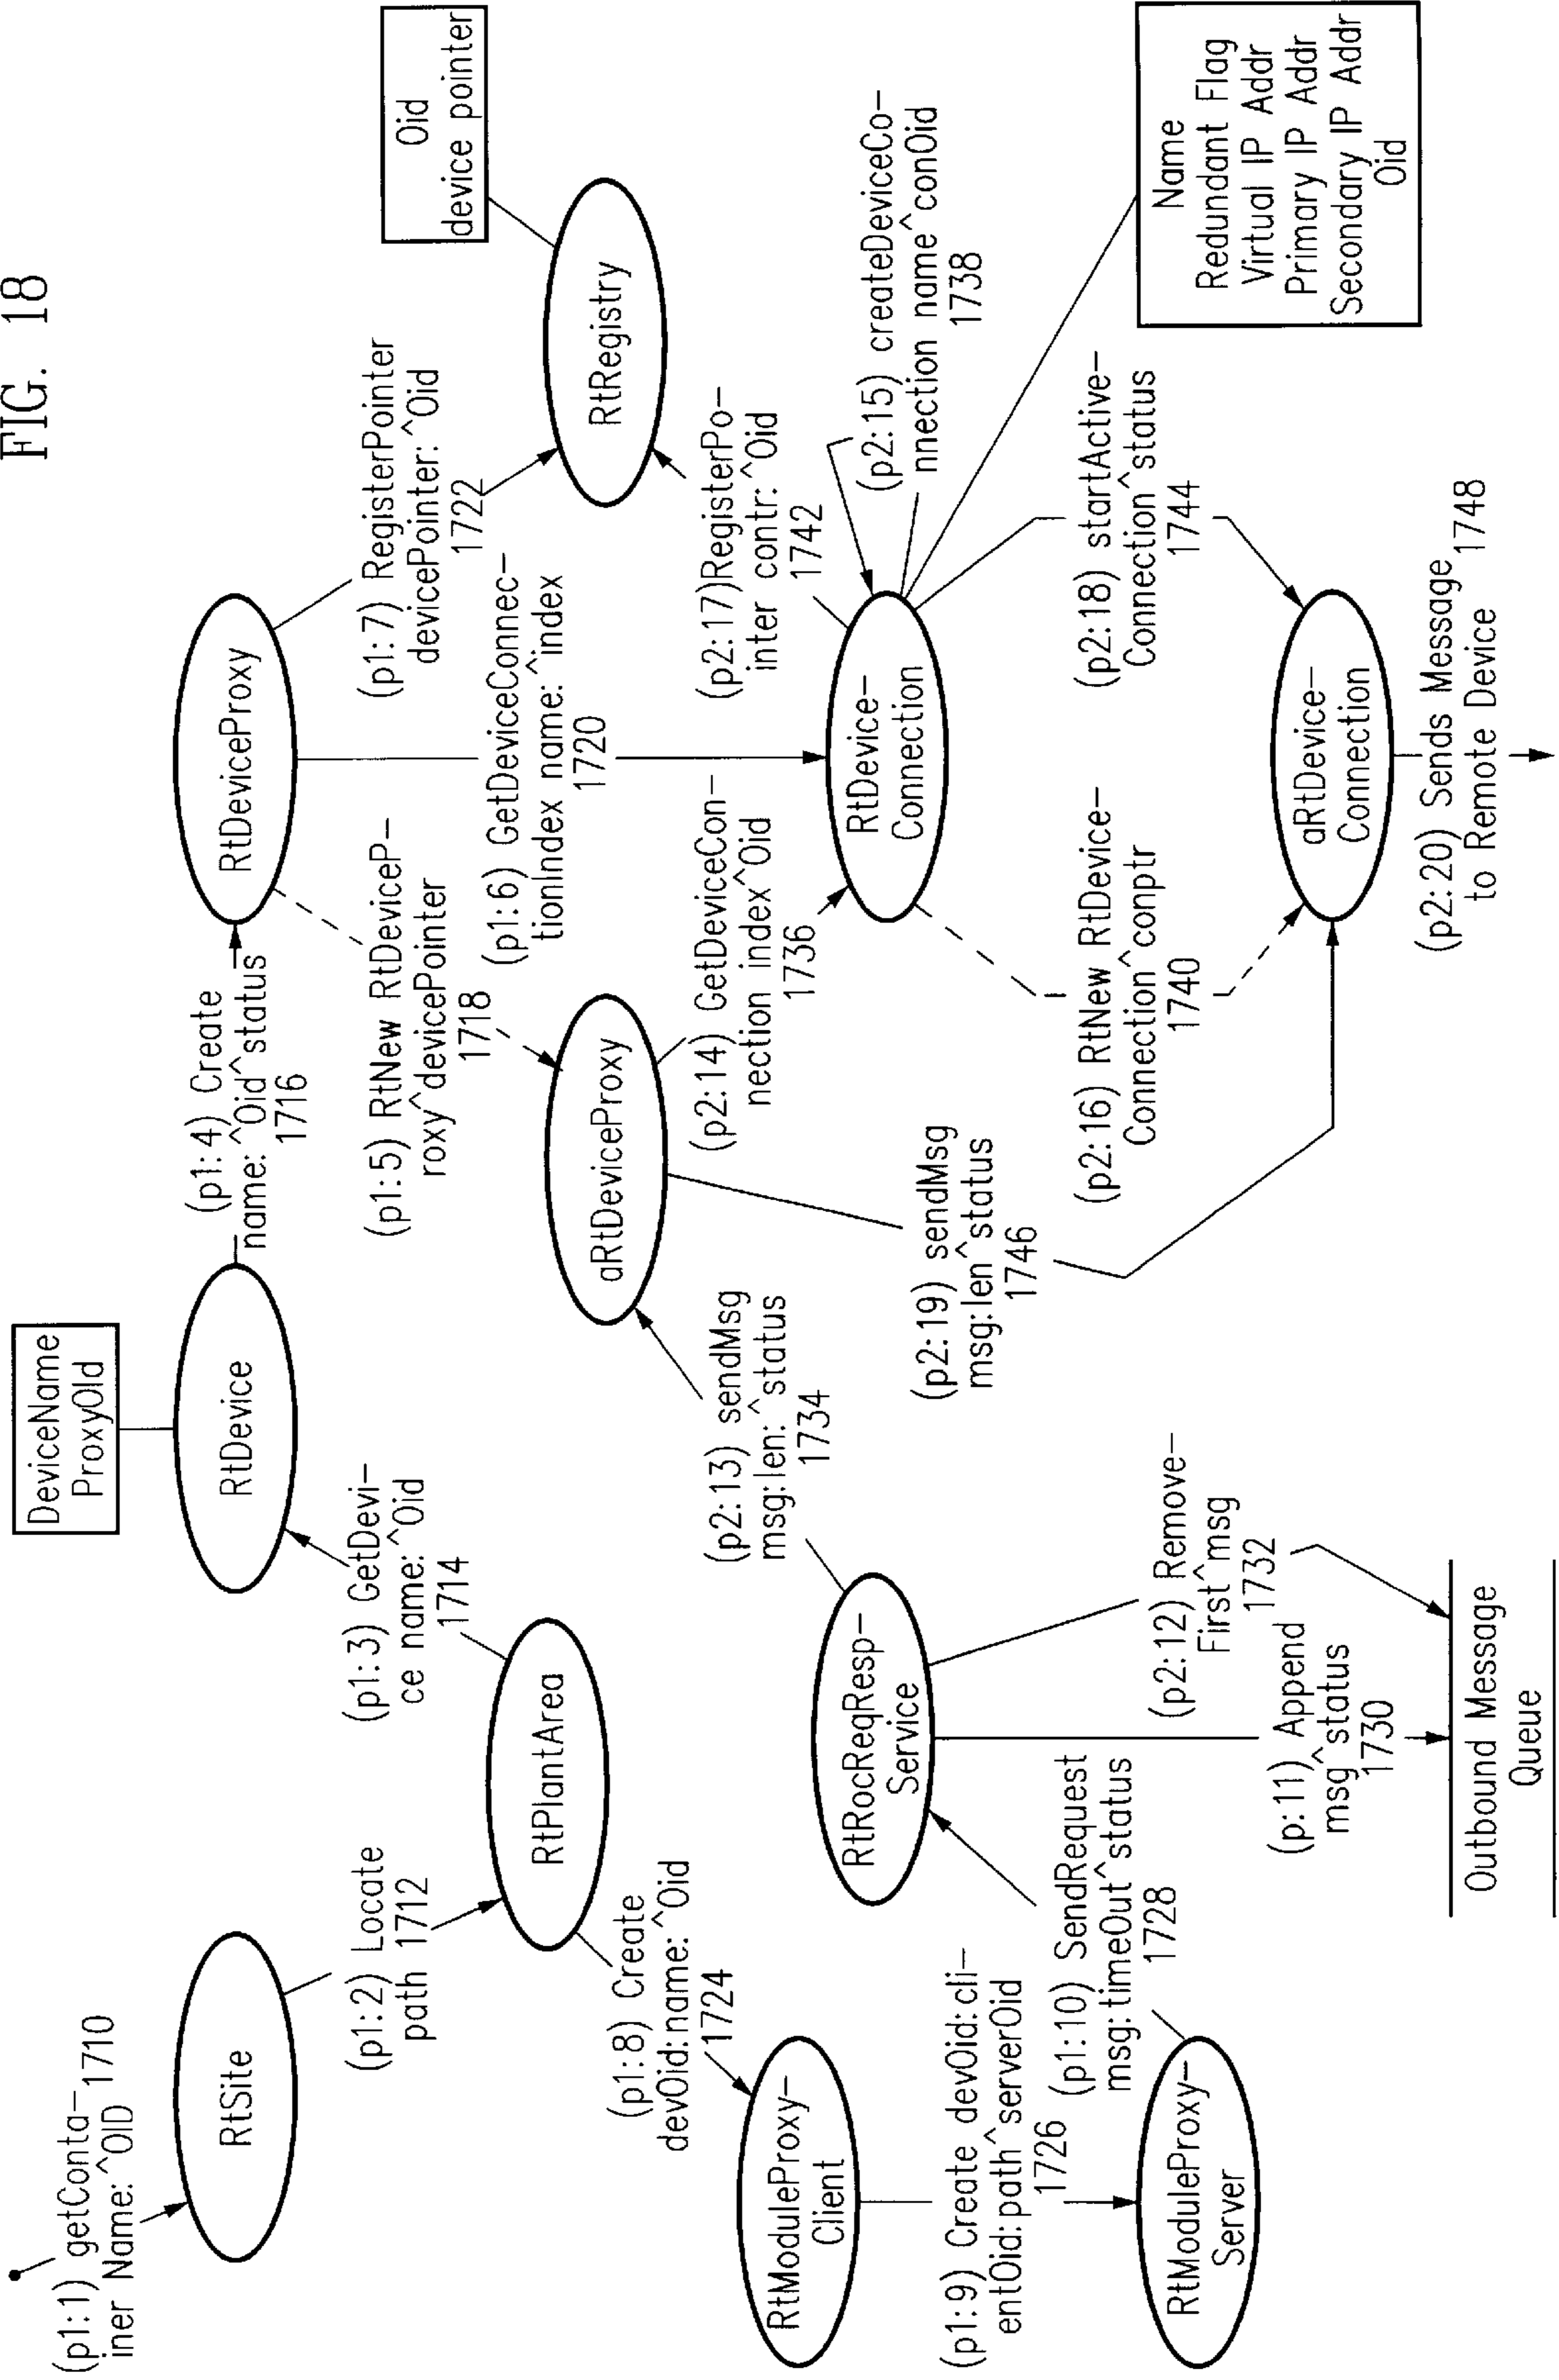 FIG. 18
(p1:1) getConta–
iner Name:^OID 1710
RtSite
(p1:2) Locate
path 1712
RtPlantArea
(p1:3) GetDevi–
ce name:^Oid
1714
DeviceName
ProxyOld
RtDevice
(p1:4) Create
name:^Oid^status
1716
RtDeviceProxy
(p1:5) RtNew RtDeviceP–
roxy^devicePointer
1718
aRtDeviceProxy
(p1:6) GetDeviceConnec–
tionIndex name:^index
1720
(p1:7) RegisterPointer
devicePointer:^Oid
1722
RtRegistry
Oid
device pointer
(p1:8) Create
devOid:name:^Oid
1724
RtModuleProxy–
Client
(p1:9) Create devOid:cli–
entOid:path^serverOid
1726
RtModuleProxy–
Server
(p1:10) SendRequest
msg:timeOut^status
1728
RtRocReqResp–
Service
(p:11) Append
msg^status
1730
(p2:12) Remove–
First^msg
1732
Outbound Message
Queue
(p2:13) sendMsg
msg:len:^status
1734
(p2:14) GetDeviceCon–
nection index^Oid
1736
RtDevice–
Connection
(p2:15) createDeviceCo–
nnection name^conOid
1738
(p2:16) RtNew RtDevice–
Connection^conptr
1740
(p2:17)RegisterPo–
inter contr:^Oid
1742
(p2:18) startActive–
Connection^status
1744
Name
Redundant Flag
Virtual IP Addr
Primary IP Addr
Secondary IP Addr
Oid
(p2:19) sendMsg
msg:len^status
1746
aRtDevice–
Connection
(p2:20) Sends Message
to Remote Device 1748